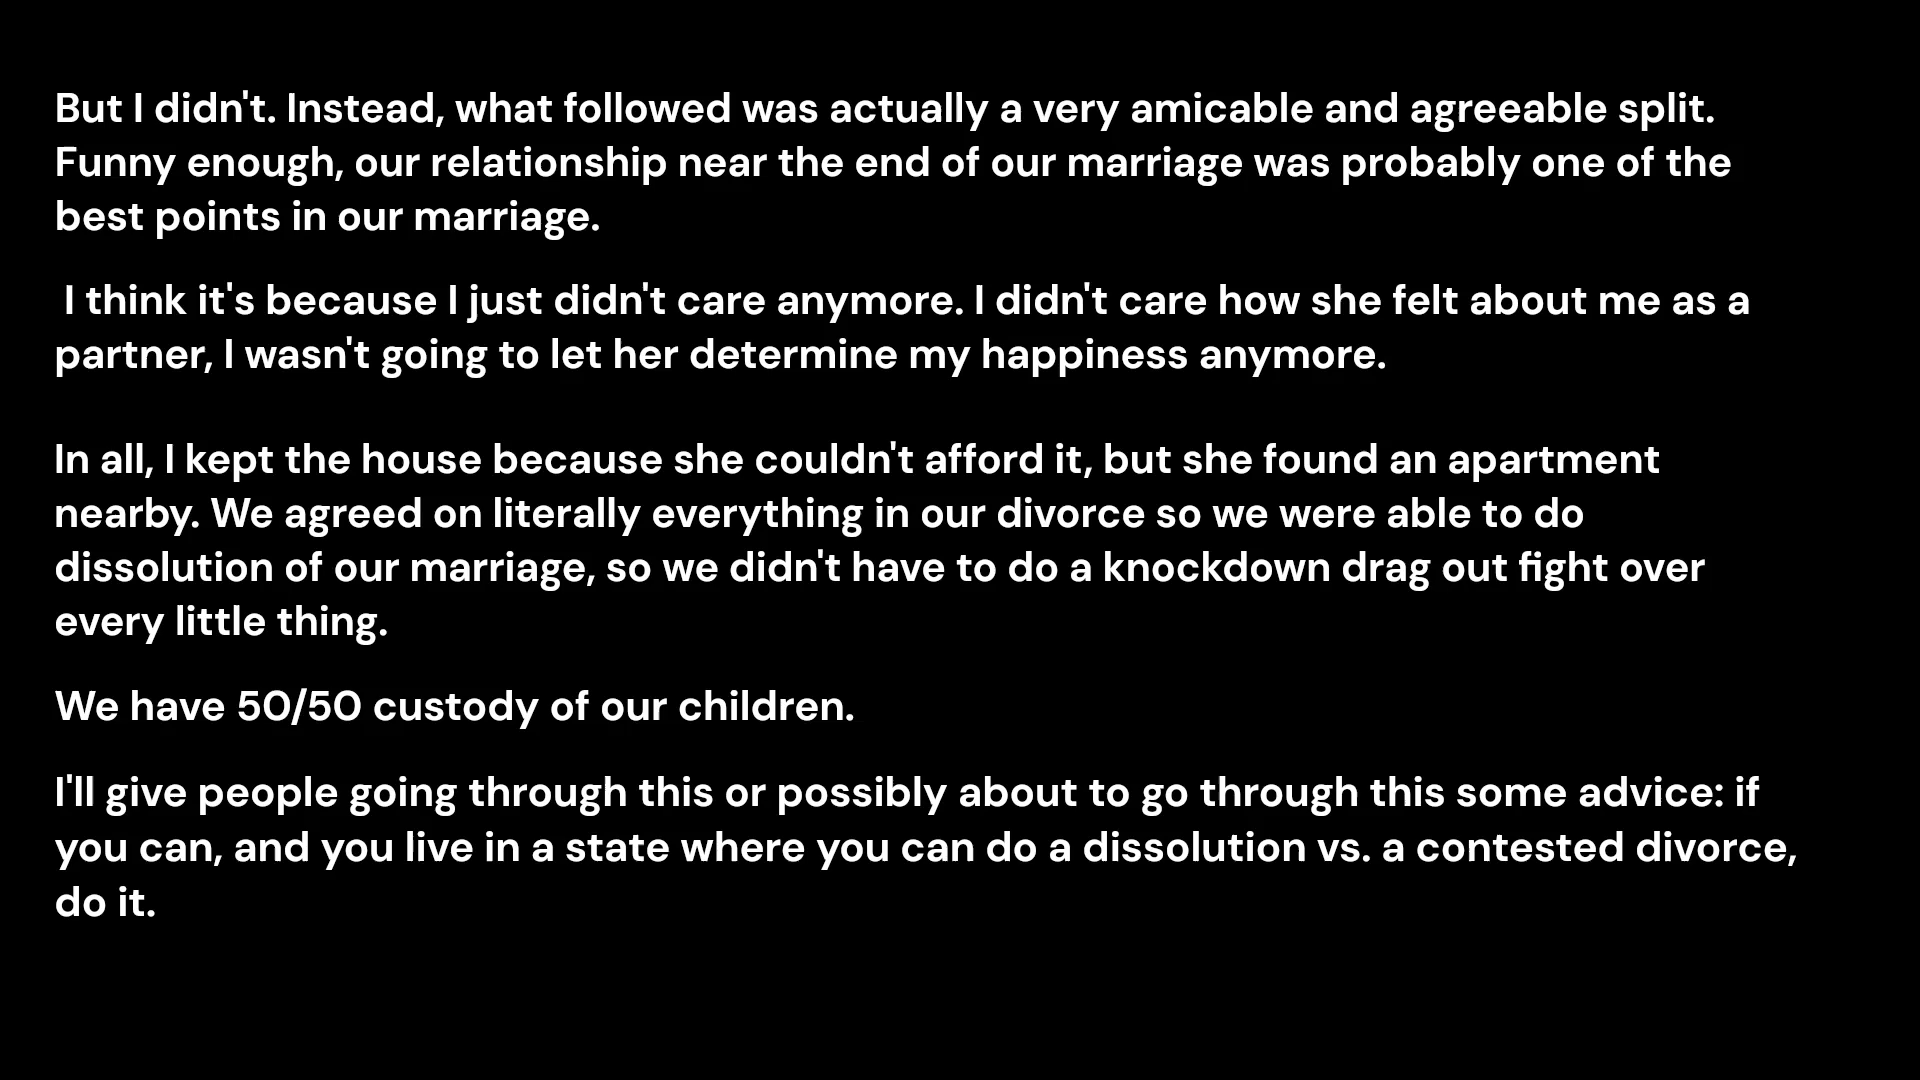 But I didn't. Instead, what followed was actually a very amicable and agreeable split.
Funny enough, our relationship near the end of our marriage was probably one of the
best points in our marriage.
I think it's because I just didn't care anymore. I didn't care how she felt about me as a
partner, I wasn't going to let her determine my happiness anymore.
In all, I kept the house because she couldn't afford it, but she found an apartment
nearby. We agreed on literally everything in our divorce so we were able to do
dissolution of our marriage, so we didn't have to do a knockdown drag out fight over
every little thing.
We have 50/50 custody of our children.
I'll give people going through this or possibly about to go through this some advice: if
you can, and you live in a state where you can do a dissolution vs. a contested divorce,
do it.